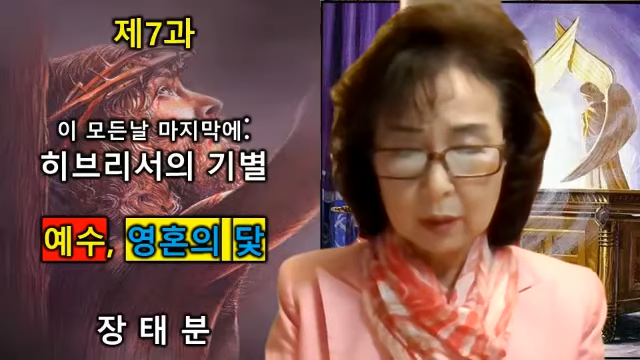 제7과
이 모든날 마지막에:
히브리서의 기별
예수, 영혼의 닻
장 태 분